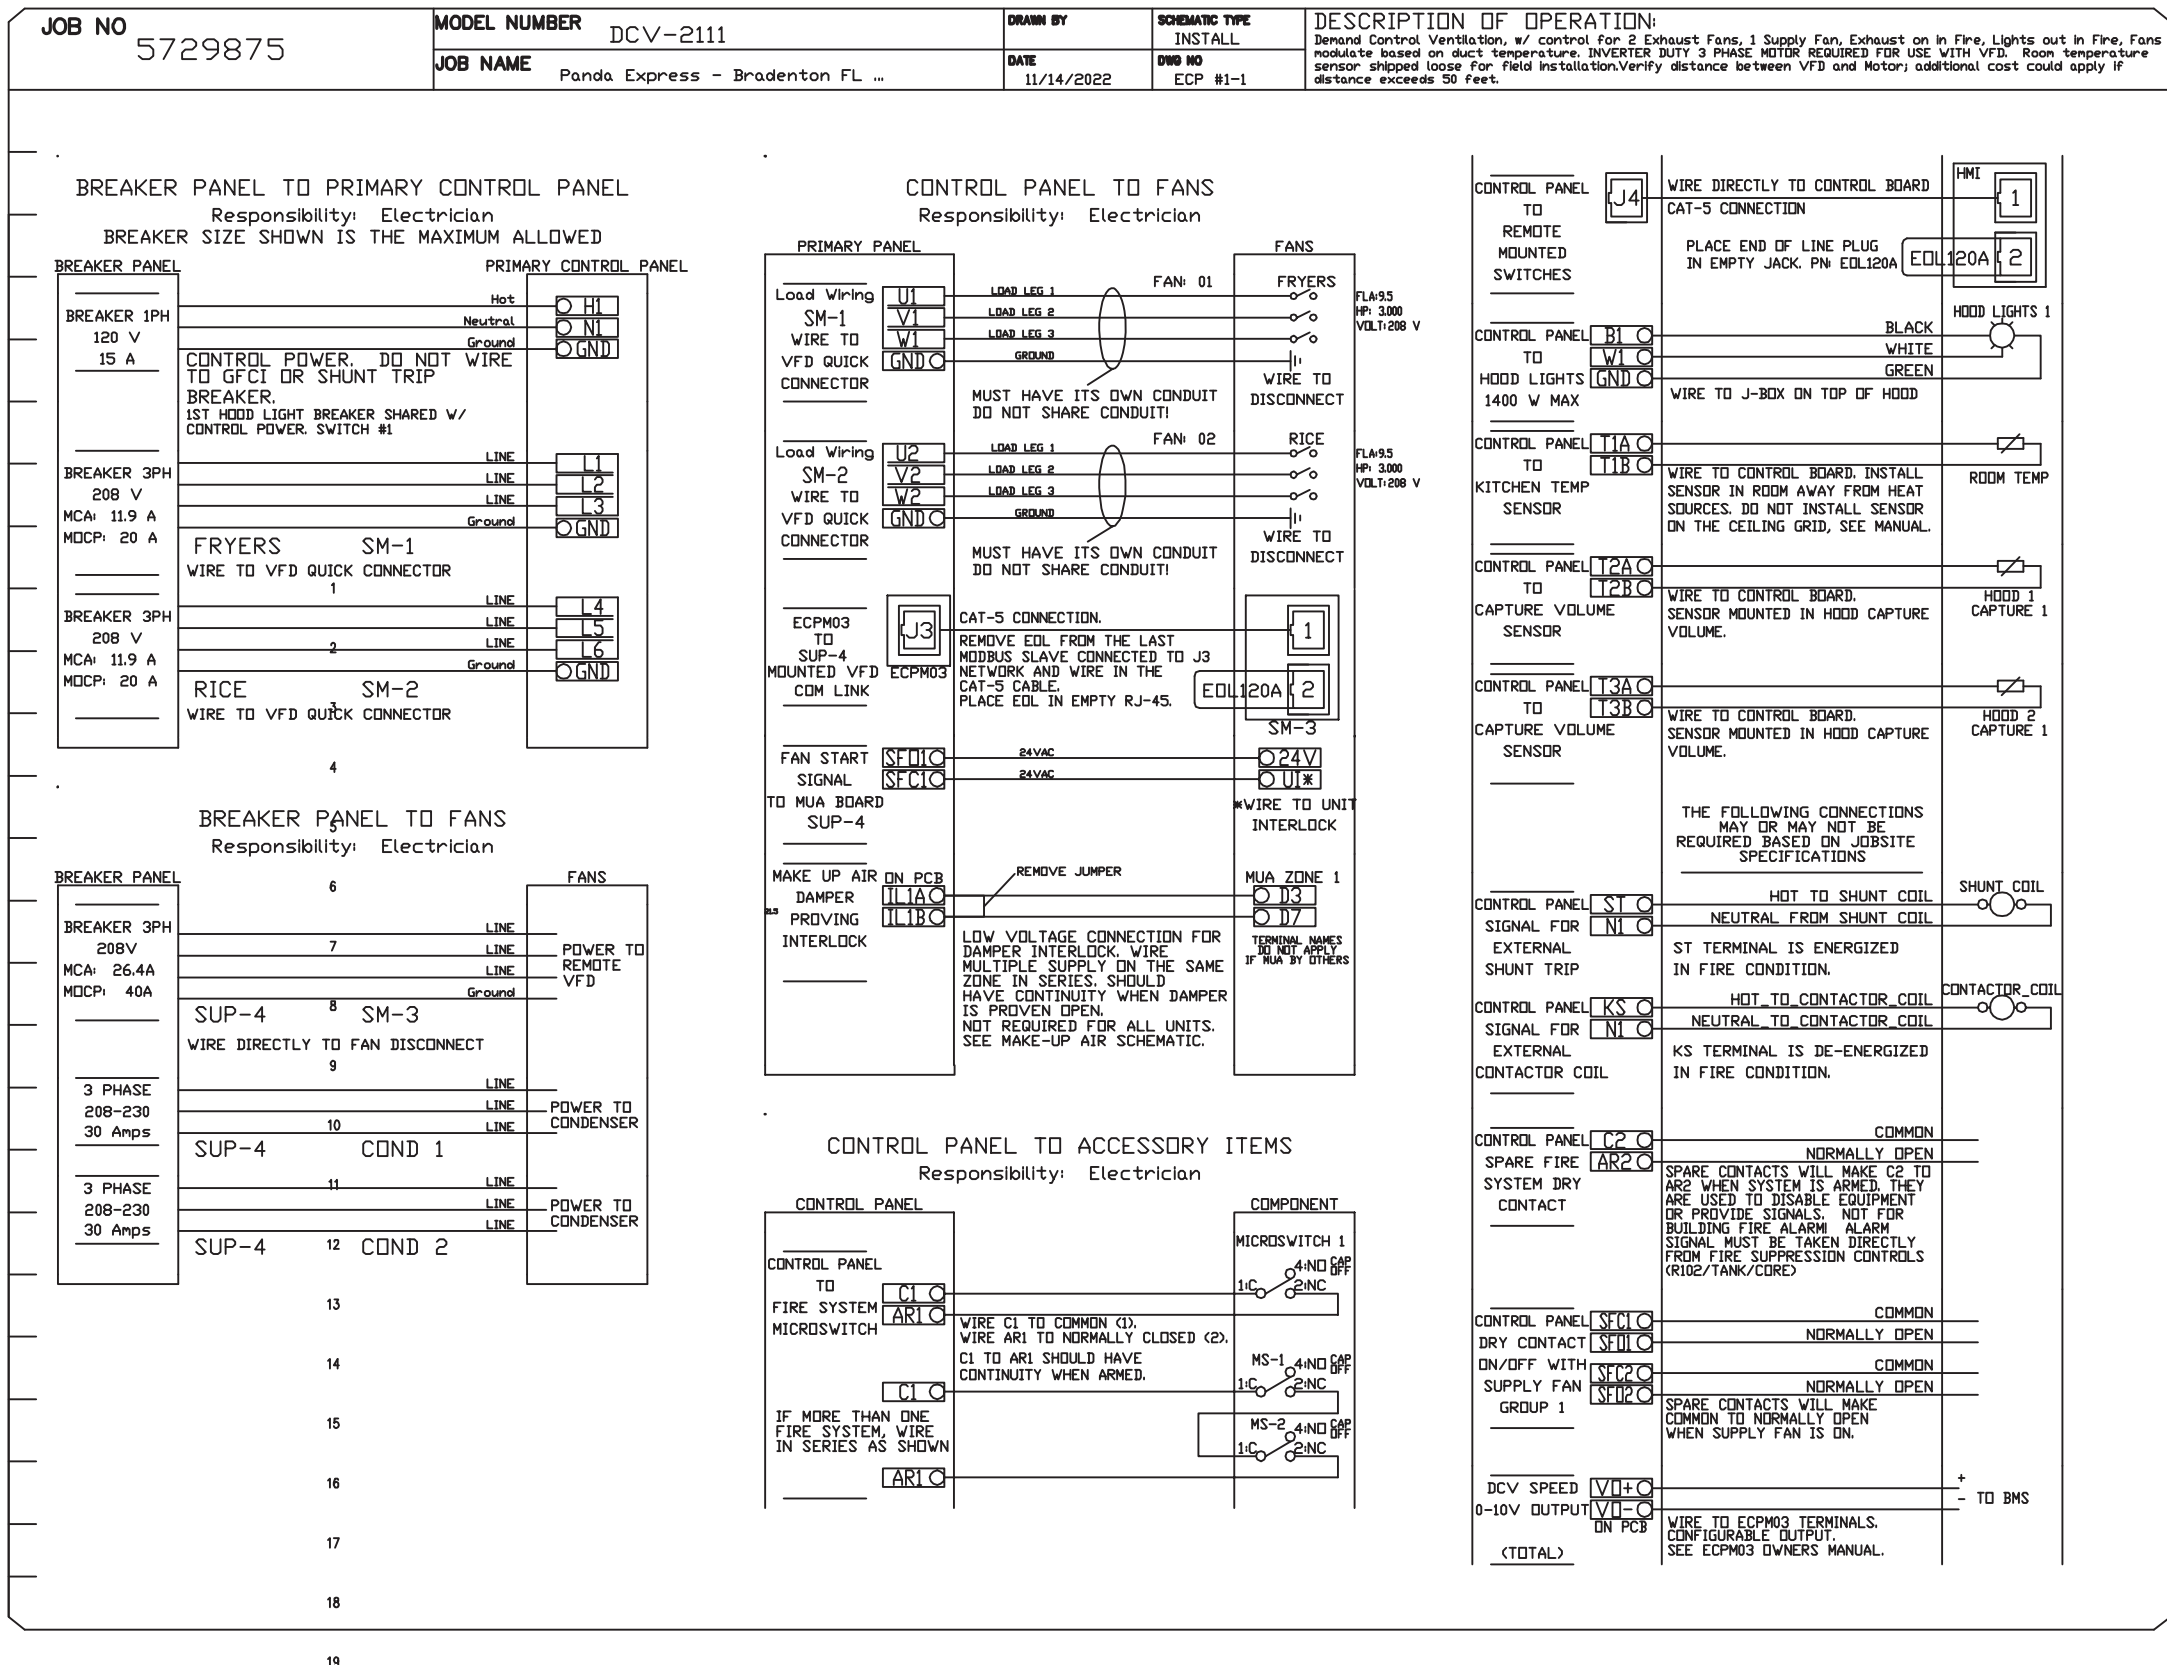 JOB NO
5729875
MODEL NUMBER
DCV-2111
JOB NAME
Panda Express - Bradenton FL ...
DRAWN BY
DATE
11/14/2022
SCHEMATIC TYPE
INSTALL
DWG NO
ECP #1-1
DESCRIPTION OF OPERATION:
Demand Control Ventilation, w/ control for 2 Exhaust Fans, 1 Supply Fan, Exhaust on in Fire, Lights out in Fire, Fans
modulate based on duct temperature. INVERTER DUTY 3 PHASE MOTOR REQUIRED FOR USE WITH VFD. Room temperature
sensor shipped loose for field installation.Verify distance between VFD and Motor; additional cost could apply if
distance exceeds 50 feet.
BREAKER PANEL TO PRIMARY CONTROL PANEL
Responsibility: Electrician
BREAKER SIZE SHOWN IS THE MAXIMUM ALLOWED
BREAKER PANEL
PRIMARY CONTROL PANEL
BREAKER 1PH
120 V
15 A
Hot
H1
Neutral
N1
Ground
GND
CONTROL POWER. DO NOT WIRE
TO GFCI OR SHUNT TRIP
BREAKER.
1ST HOOD LIGHT BREAKER SHARED W/
CONTROL POWER. SWITCH #1
BREAKER 3PH
208 V
MCA: 11.9 A
MOCP: 20 A
LINE
L1
LINE
L2
LINE
L3
Ground
GND
FRYERS SM-1
WIRE TO VFD QUICK CONNECTOR
1
BREAKER 3PH
208 V
MCA: 11.9 A
MOCP: 20 A
LINE
L4
LINE
L5
LINE
L6
2
Ground
GND
RICE SM-2
WIRE TO VFD QUICK CONNECTOR
3
4
BREAKER PANEL TO FANS
5
Responsibility: Electrician
BREAKER PANEL
6
FANS
BREAKER 3PH
208V
MCA: 26.4A
MOCP: 40A
LINE
LINE
LINE
Ground
7
POWER TO
REMOTE
VFD
SUP-4 SM-3
8
WIRE DIRECTLY TO FAN DISCONNECT
9
3 PHASE
208-230
30 Amps
LINE
LINE
LINE
10
POWER TO
CONDENSER
SUP-4 COND 1
11
3 PHASE
208-230
30 Amps
LINE
LINE
LINE
POWER TO
CONDENSER
SUP-4 COND 2
12
13
14
15
16
17
18
19
CONTROL PANEL TO FANS
Responsibility: Electrician
PRIMARY PANEL
FANS
Load Wiring
SM-1
WIRE TO
VFD QUICK
CONNECTOR
U1
V1
W1
GND
LOAD LEG 1
LOAD LEG 2
LOAD LEG 3
GROUND
FAN: 01
FRYERS
FLA:9.5
HP: 3.000
VOLT:208 V
WIRE TO
DISCONNECT
MUST HAVE ITS OWN CONDUIT
DO NOT SHARE CONDUIT!
Load Wiring
SM-2
WIRE TO
VFD QUICK
CONNECTOR
U2
V2
W2
GND
LOAD LEG 1
LOAD LEG 2
LOAD LEG 3
GROUND
FAN: 02
RICE
FLA:9.5
HP: 3.000
VOLT:208 V
WIRE TO
DISCONNECT
MUST HAVE ITS OWN CONDUIT
DO NOT SHARE CONDUIT!
ECPM03
TO
SUP-4
MOUNTED VFD
COM LINK
J3
ECPM03
CAT-5 CONNECTION.
REMOVE EOL FROM THE LAST
MODBUS SLAVE CONNECTED TO J3
NETWORK AND WIRE IN THE
CAT-5 CABLE.
PLACE EOL IN EMPTY RJ-45.
1
EOL120A
2
SM-3
FAN START
SIGNAL
TO MUA BOARD
SUP-4
SFO1
SFC1
24VAC
24VAC
24V
UI*
*WIRE TO UNIT
INTERLOCK
MAKE UP AIR
DAMPER
PROVING
INTERLOCK
ON PCB
IL1A
IL1B
REMOVE JUMPER
MUA ZONE 1
D3
D7
TERMINAL NAMES
DO NOT APPLY
IF MUA BY OTHERS
LOW VOLTAGE CONNECTION FOR
DAMPER INTERLOCK. WIRE
MULTIPLE SUPPLY ON THE SAME
ZONE IN SERIES. SHOULD
HAVE CONTINUITY WHEN DAMPER
IS PROVEN OPEN.
NOT REQUIRED FOR ALL UNITS.
SEE MAKE-UP AIR SCHEMATIC.
CONTROL PANEL TO ACCESSORY ITEMS
Responsibility: Electrician
CONTROL PANEL
COMPONENT
CONTROL PANEL
TO
FIRE SYSTEM
MICROSWITCH
C1
AR1
MICROSWITCH 1
4:NO CAP OFF
1:C
2:NC
WIRE C1 TO COMMON (1).
WIRE AR1 TO NORMALLY CLOSED (2).
C1 TO AR1 SHOULD HAVE
CONTINUITY WHEN ARMED.
C1
MS-1
4:NO CAP OFF
1:C
2:NC
IF MORE THAN ONE
FIRE SYSTEM, WIRE
IN SERIES AS SHOWN
MS-2
4:NO CAP OFF
1:C
2:NC
AR1
CONTROL PANEL
TO
REMOTE
MOUNTED
SWITCHES
J4
WIRE DIRECTLY TO CONTROL BOARD
CAT-5 CONNECTION
HMI
1
PLACE END OF LINE PLUG
IN EMPTY JACK. PN: EOL120A
EOL120A
2
CONTROL PANEL
TO
HOOD LIGHTS
1400 W MAX
B1
W1
GND
BLACK
WHITE
GREEN
HOOD LIGHTS 1
WIRE TO J-BOX ON TOP OF HOOD
CONTROL PANEL
TO
KITCHEN TEMP
SENSOR
T1A
T1B
WIRE TO CONTROL BOARD. INSTALL
SENSOR IN ROOM AWAY FROM HEAT
SOURCES. DO NOT INSTALL SENSOR
ON THE CEILING GRID, SEE MANUAL.
ROOM TEMP
CONTROL PANEL
TO
CAPTURE VOLUME
SENSOR
T2A
T2B
WIRE TO CONTROL BOARD.
SENSOR MOUNTED IN HOOD CAPTURE
VOLUME.
HOOD 1
CAPTURE 1
CONTROL PANEL
TO
CAPTURE VOLUME
SENSOR
T3A
T3B
WIRE TO CONTROL BOARD.
SENSOR MOUNTED IN HOOD CAPTURE
VOLUME.
HOOD 2
CAPTURE 1
THE FOLLOWING CONNECTIONS
MAY OR MAY NOT BE
REQUIRED BASED ON JOBSITE
SPECIFICATIONS
CONTROL PANEL
SIGNAL FOR
EXTERNAL
SHUNT TRIP
ST
N1
HOT TO SHUNT COIL
NEUTRAL FROM SHUNT COIL
SHUNT COIL
ST TERMINAL IS ENERGIZED
IN FIRE CONDITION.
CONTROL PANEL
SIGNAL FOR
EXTERNAL
CONTACTOR COIL
KS
N1
HOT_TO_CONTACTOR_COIL
NEUTRAL_TO_CONTACTOR_COIL
CONTACTOR_COIL
KS TERMINAL IS DE-ENERGIZED
IN FIRE CONDITION.
CONTROL PANEL
SPARE FIRE
SYSTEM DRY
CONTACT
C2
AR2
COMMON
NORMALLY OPEN
SPARE CONTACTS WILL MAKE C2 TO
AR2 WHEN SYSTEM IS ARMED. THEY
ARE USED TO DISABLE EQUIPMENT
OR PROVIDE SIGNALS. NOT FOR
BUILDING FIRE ALARM! ALARM
SIGNAL MUST BE TAKEN DIRECTLY
FROM FIRE SUPPRESSION CONTROLS
(R102/TANK/CORE)
CONTROL PANEL
DRY CONTACT
ON/OFF WITH
SUPPLY FAN
GROUP 1
SFC1
SFO1
SFC2
SFO2
COMMON
NORMALLY OPEN
COMMON
NORMALLY OPEN
SPARE CONTACTS WILL MAKE
COMMON TO NORMALLY OPEN
WHEN SUPPLY FAN IS ON.
DCV SPEED
0-10V OUTPUT
(TOTAL)
VO+
VO-
ON PCB
+
- TO BMS
WIRE TO ECPM03 TERMINALS.
CONFIGURABLE OUTPUT.
SEE ECPM03 OWNERS MANUAL.